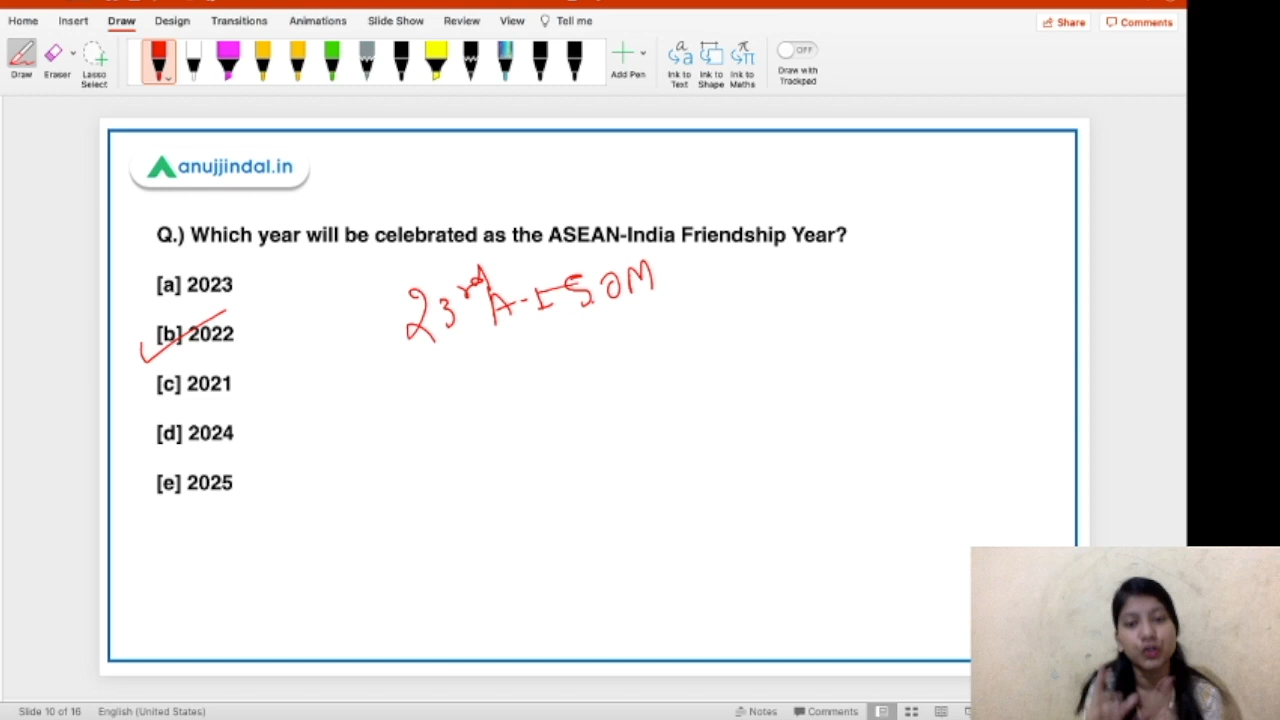 Home Insert Draw Design Transitions Animations Slide Show Review View Tell me
Share Comments
Draw Eraser Lasso Select
Add Pen
Ink to Text
Ink to Shape
Ink to Maths
OFF
Draw with Trackpad
anujjindal.in
Q.) Which year will be celebrated as the ASEAN-India Friendship Year?
[a] 2023
23rd A-I SOM
[b] 2022
[c] 2021
[d] 2024
[e] 2025
Slide 10 of 16 English (United States) Notes Comments